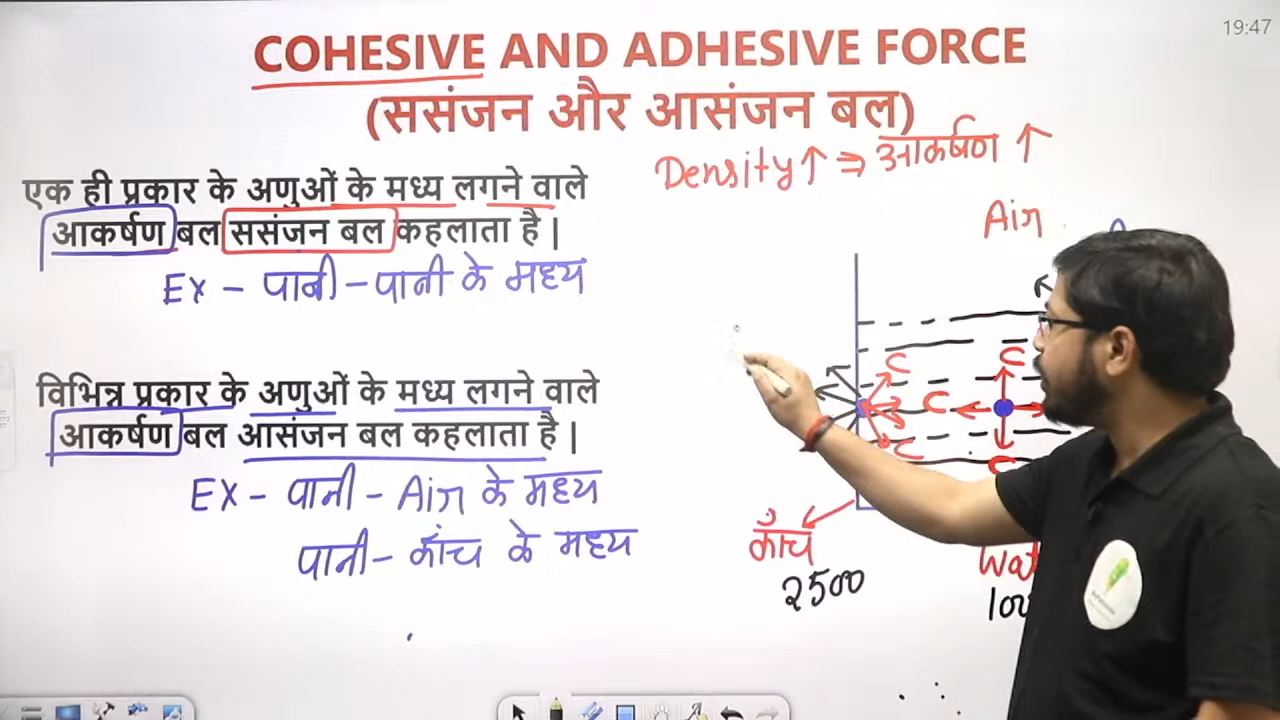 19:47
COHESIVE AND ADHESIVE FORCE
(ससंजन और आसंजन बल)
Density ↑ ⇒ आकर्षण ↑
एक ही प्रकार के अणुओं के मध्य लगने वाले
आकर्षण बल ससंजन बल कहलाता है |
Ex - पानी - पानी के मध्य
विभिन्न प्रकार के अणुओं के मध्य लगने वाले
आकर्षण बल आसंजन बल कहलाता है |
Ex - पानी - Air के मध्य
पानी - काँच के मध्य
Air
C
C
C
C
C
काँच
2500